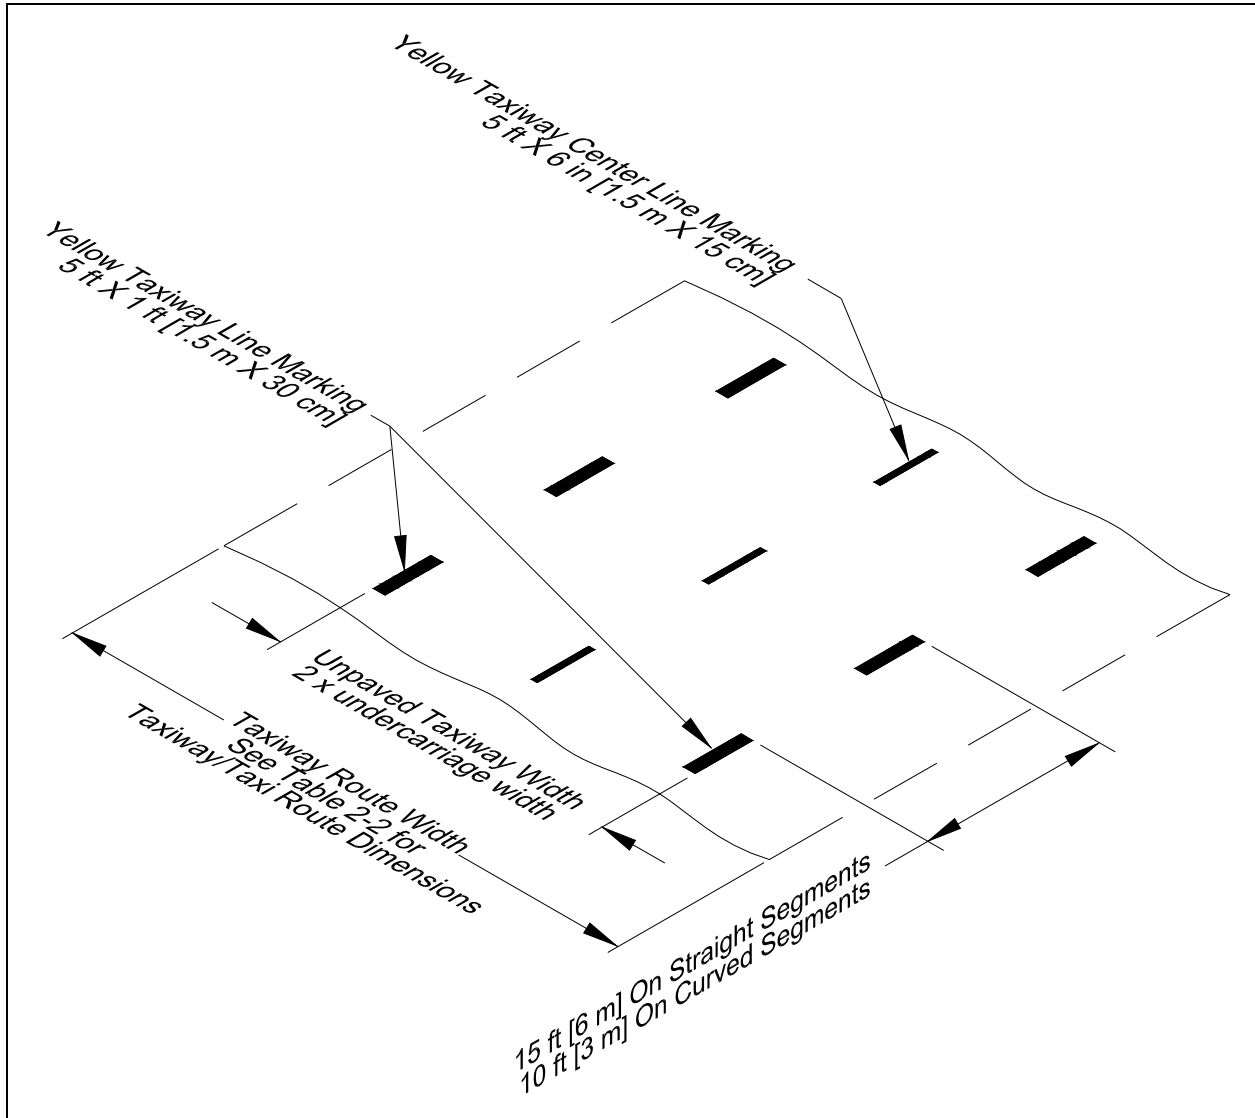 Yellow Taxiway Center Line Marking
5 ft X 6 in [1.5 m X 15 cm]
Yellow Taxiway Line Marking
5 ft X 1 ft [1.5 m X 30 cm]
Unpaved Taxiway Width
2 x undercarriage width
Taxiway Route Width
See Table 2-2 for
Taxiway/Taxi Route Dimensions
15 ft [6 m] On Straight Segments
10 ft [3 m] On Curved Segments